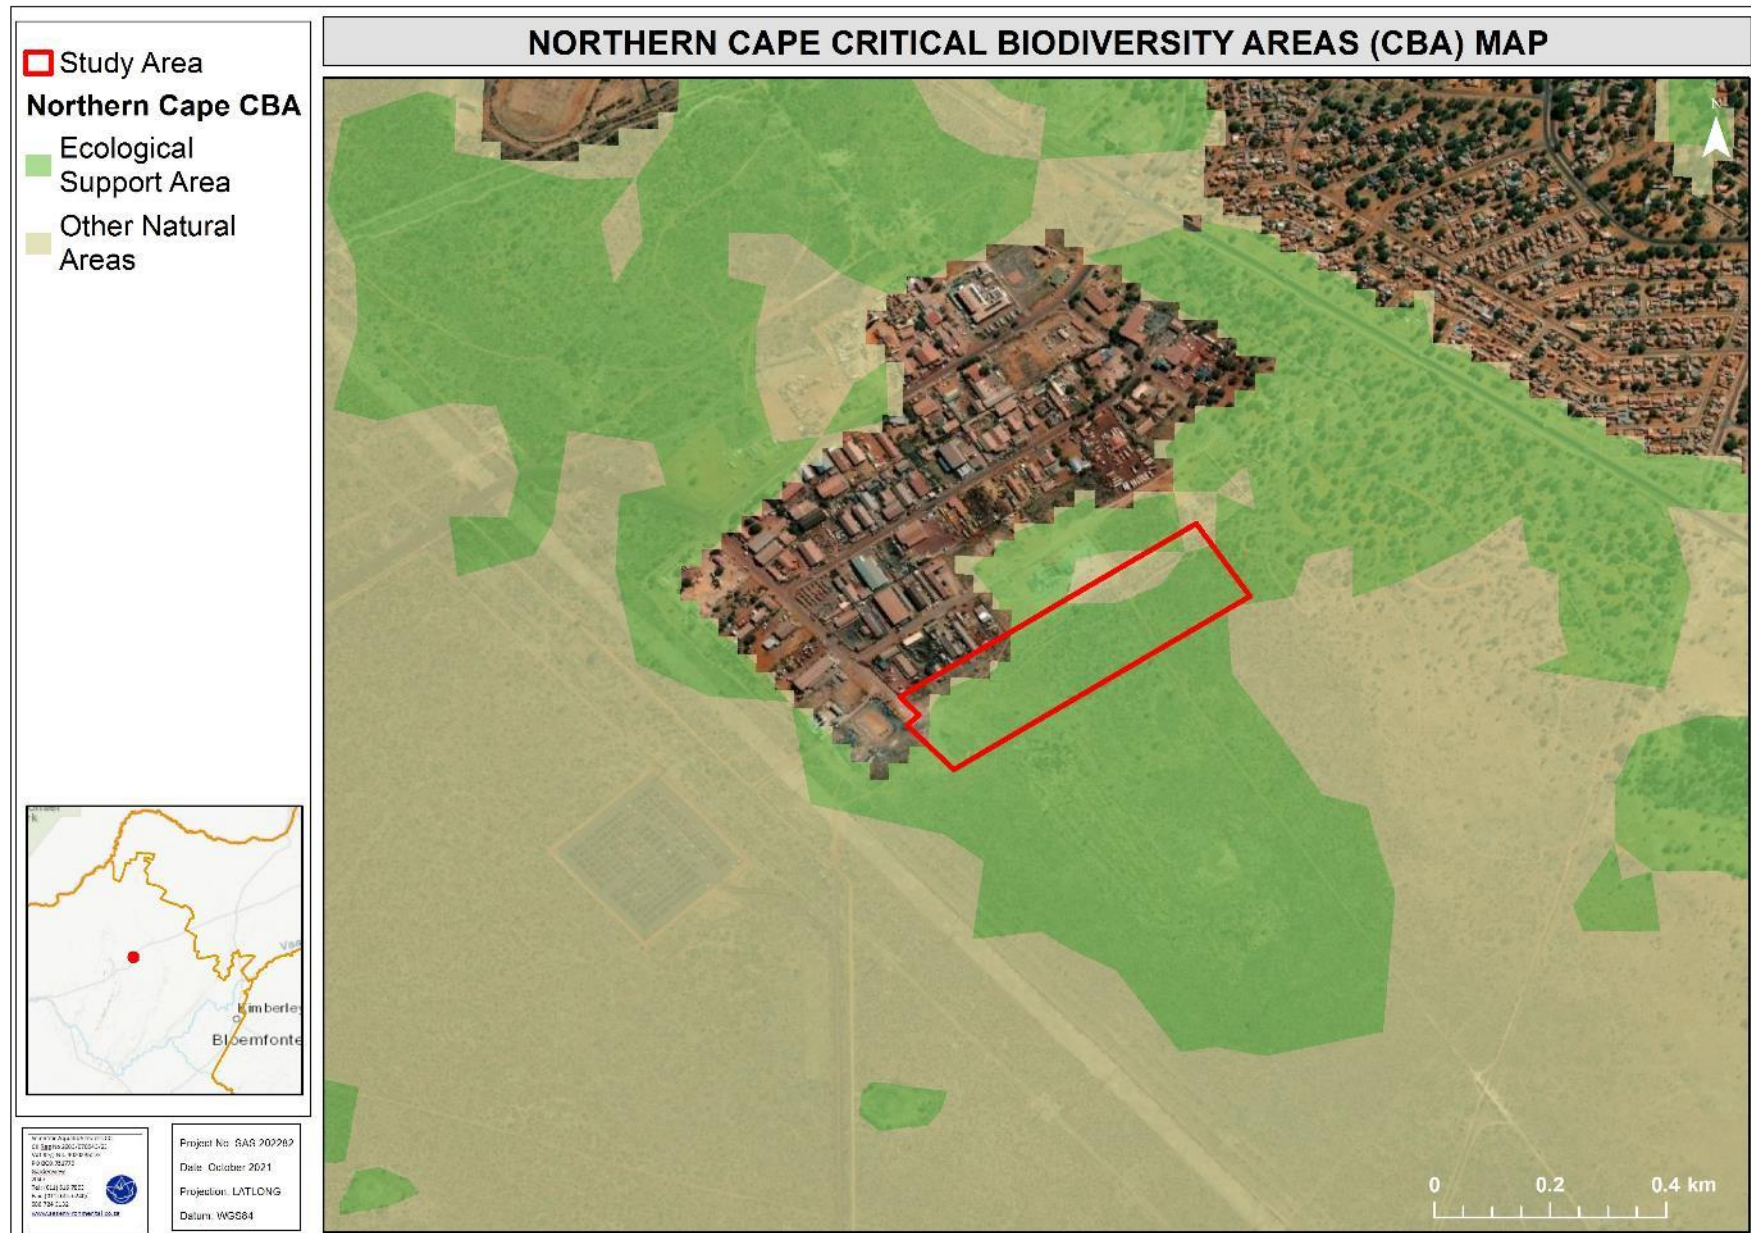 NORTHERN CAPE CRITICAL BIODIVERSITY AREAS (CBA) MAP
Study Area
Northern Cape CBA
Ecological
Support Area
Other Natural
Areas
N
Kimberley
Bloemfonte
Project No: SAS 202282
Date: October 2021
Projection: LATLONG
Datum: WGS84
0 0.2 0.4 km